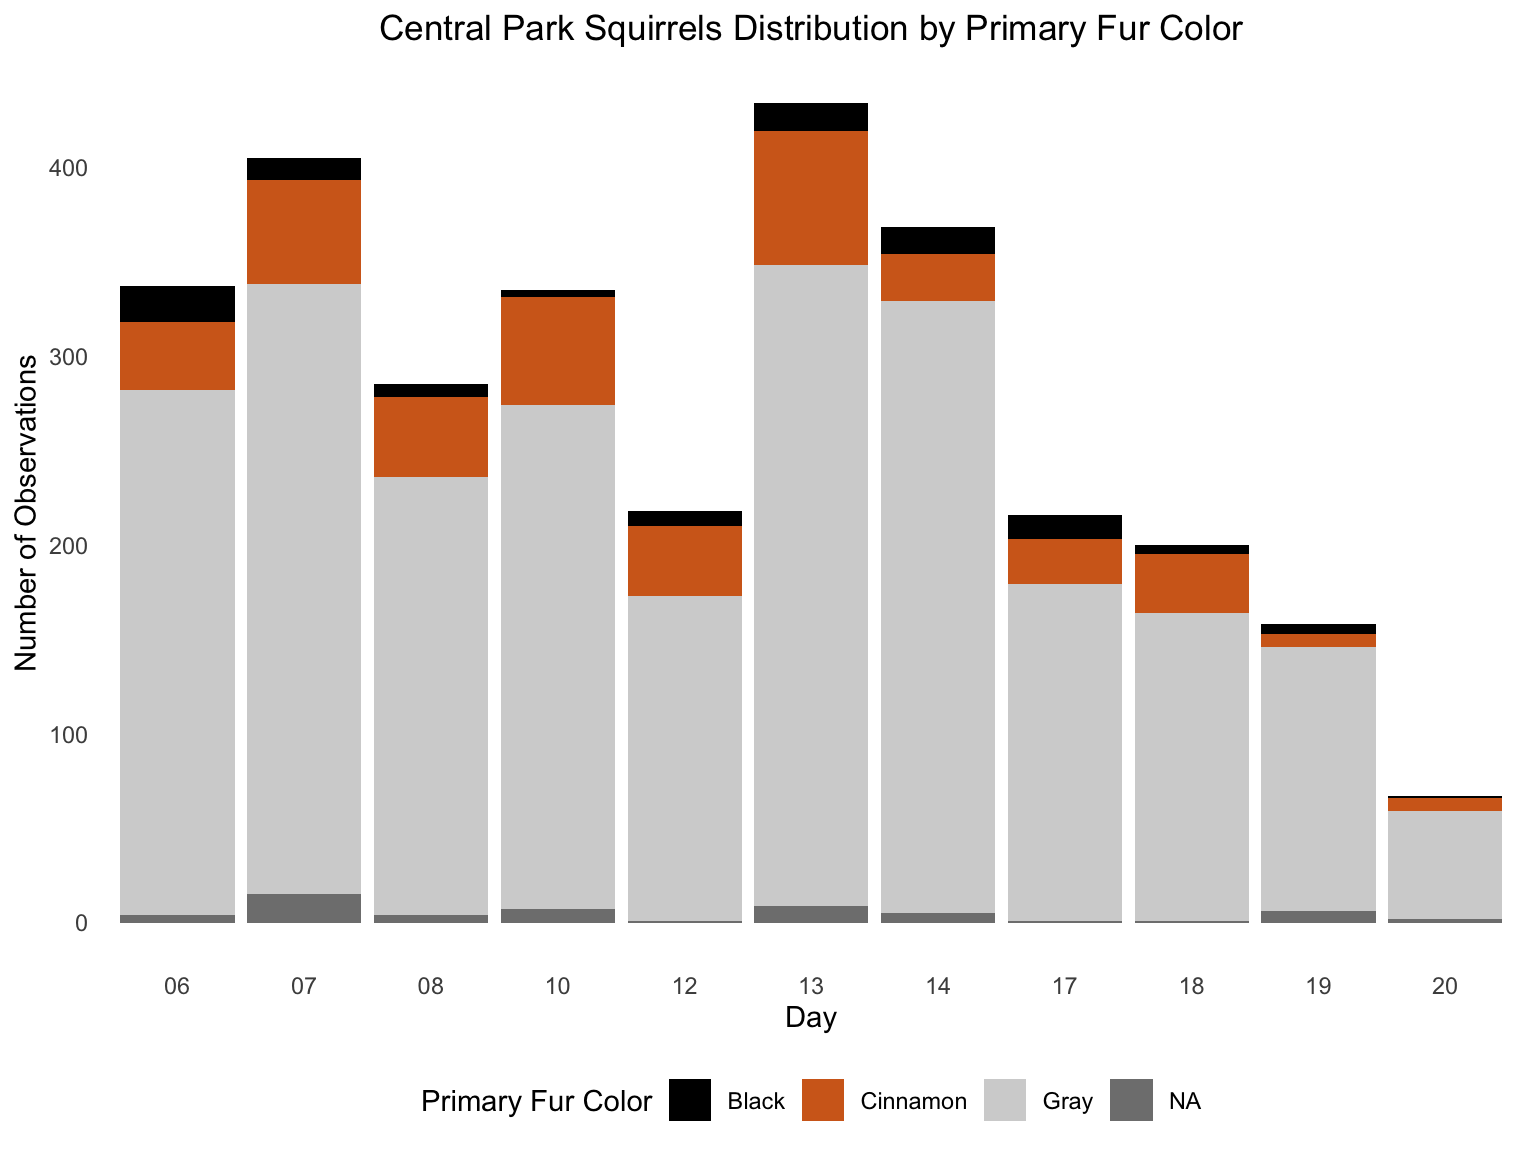 Central Park Squirrels Distribution by Primary Fur Color
Number of Observations
400
300
200
100
0
06 07 08 10 12 13 14 17 18 19 20
Day
Primary Fur Color Black Cinnamon Gray NA